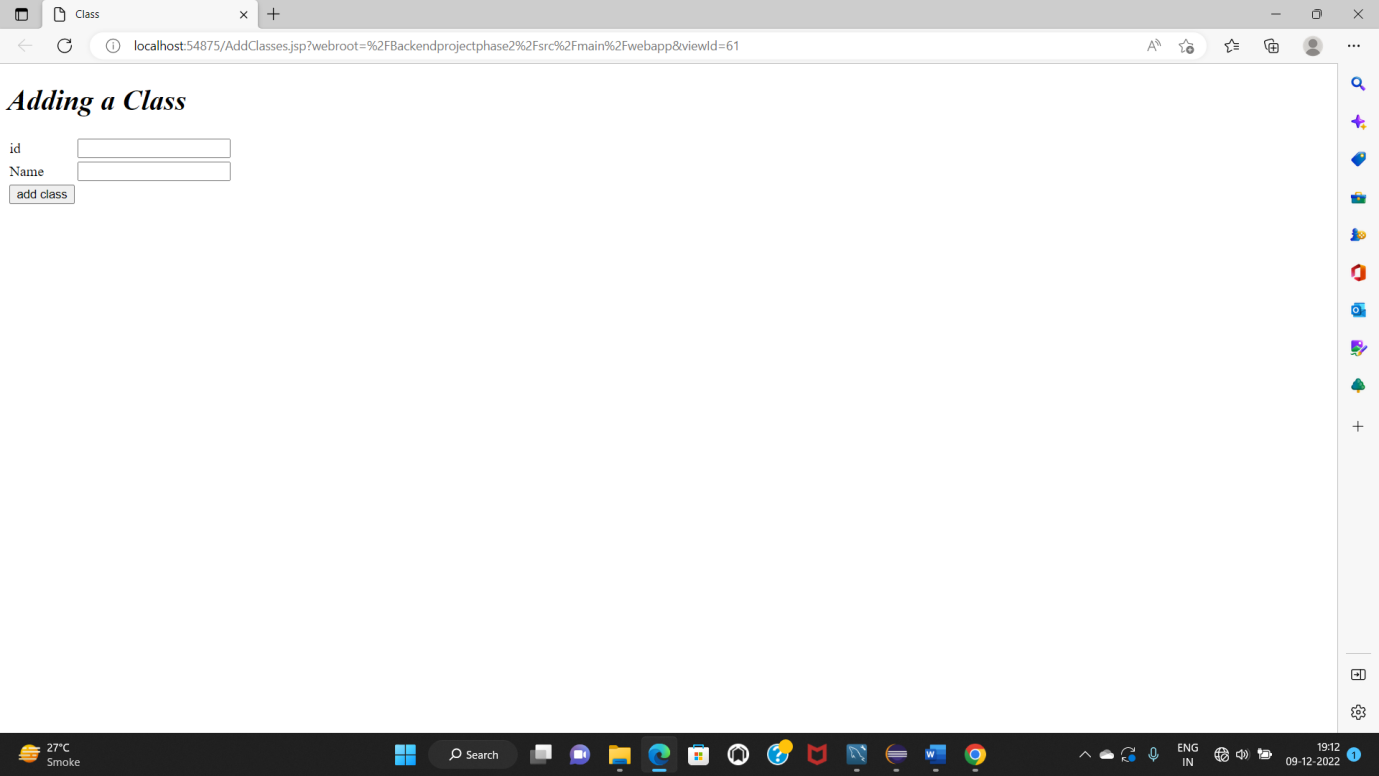 Class
localhost:54875/AddClasses.jsp?webroot=%2FBackendprojectphase2%2Fsrc%2Fmain%2Fwebapp&viewId=61
Adding a Class
id
Name
add class
27°C
Smoke
Search
ENG
IN
19:12
09-12-2022
1